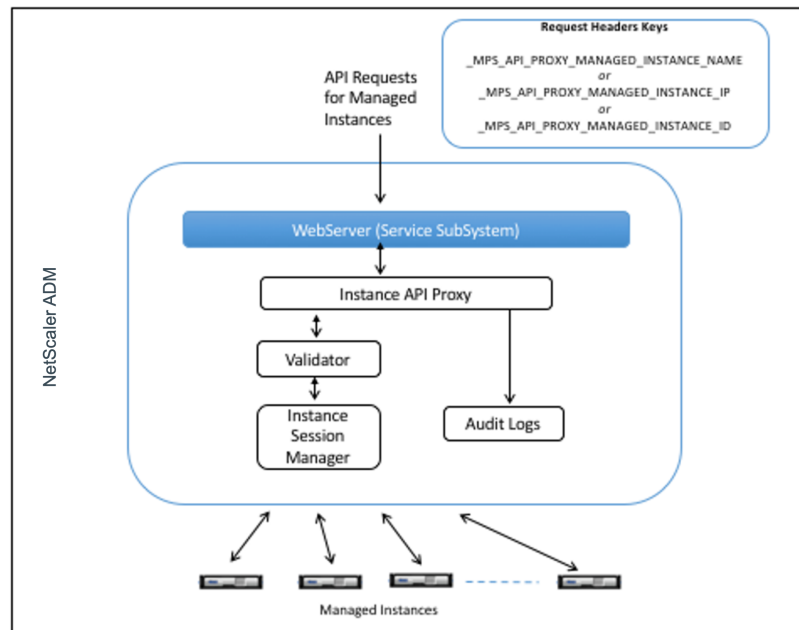 Request Headers Keys
_MPS_API_PROXY_MANAGED_INSTANCE_NAME
or
_MPS_API_PROXY_MANAGED_INSTANCE_IP
or
_MPS_API_PROXY_MANAGED_INSTANCE_ID
API Requests
for Managed
Instances
WebServer (Service SubSystem)
Instance API Proxy
Validator
Instance
Session
Manager
Audit Logs
NetScaler ADM
Managed Instances